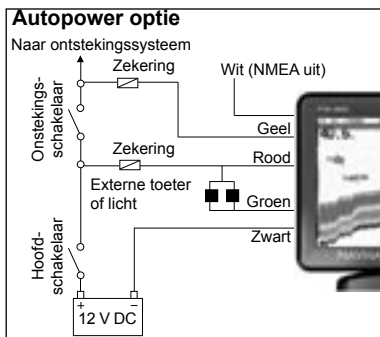 Autopower optie
Naar ontstekingssysteem
Zekering
Wit (NMEA uit)
Geel
Onstekings-
schakelaar
Zekering
Rood
Externe toeter
of licht
Groen
Zwart
Hoofd-
schakelaar
+ –
12 V DC